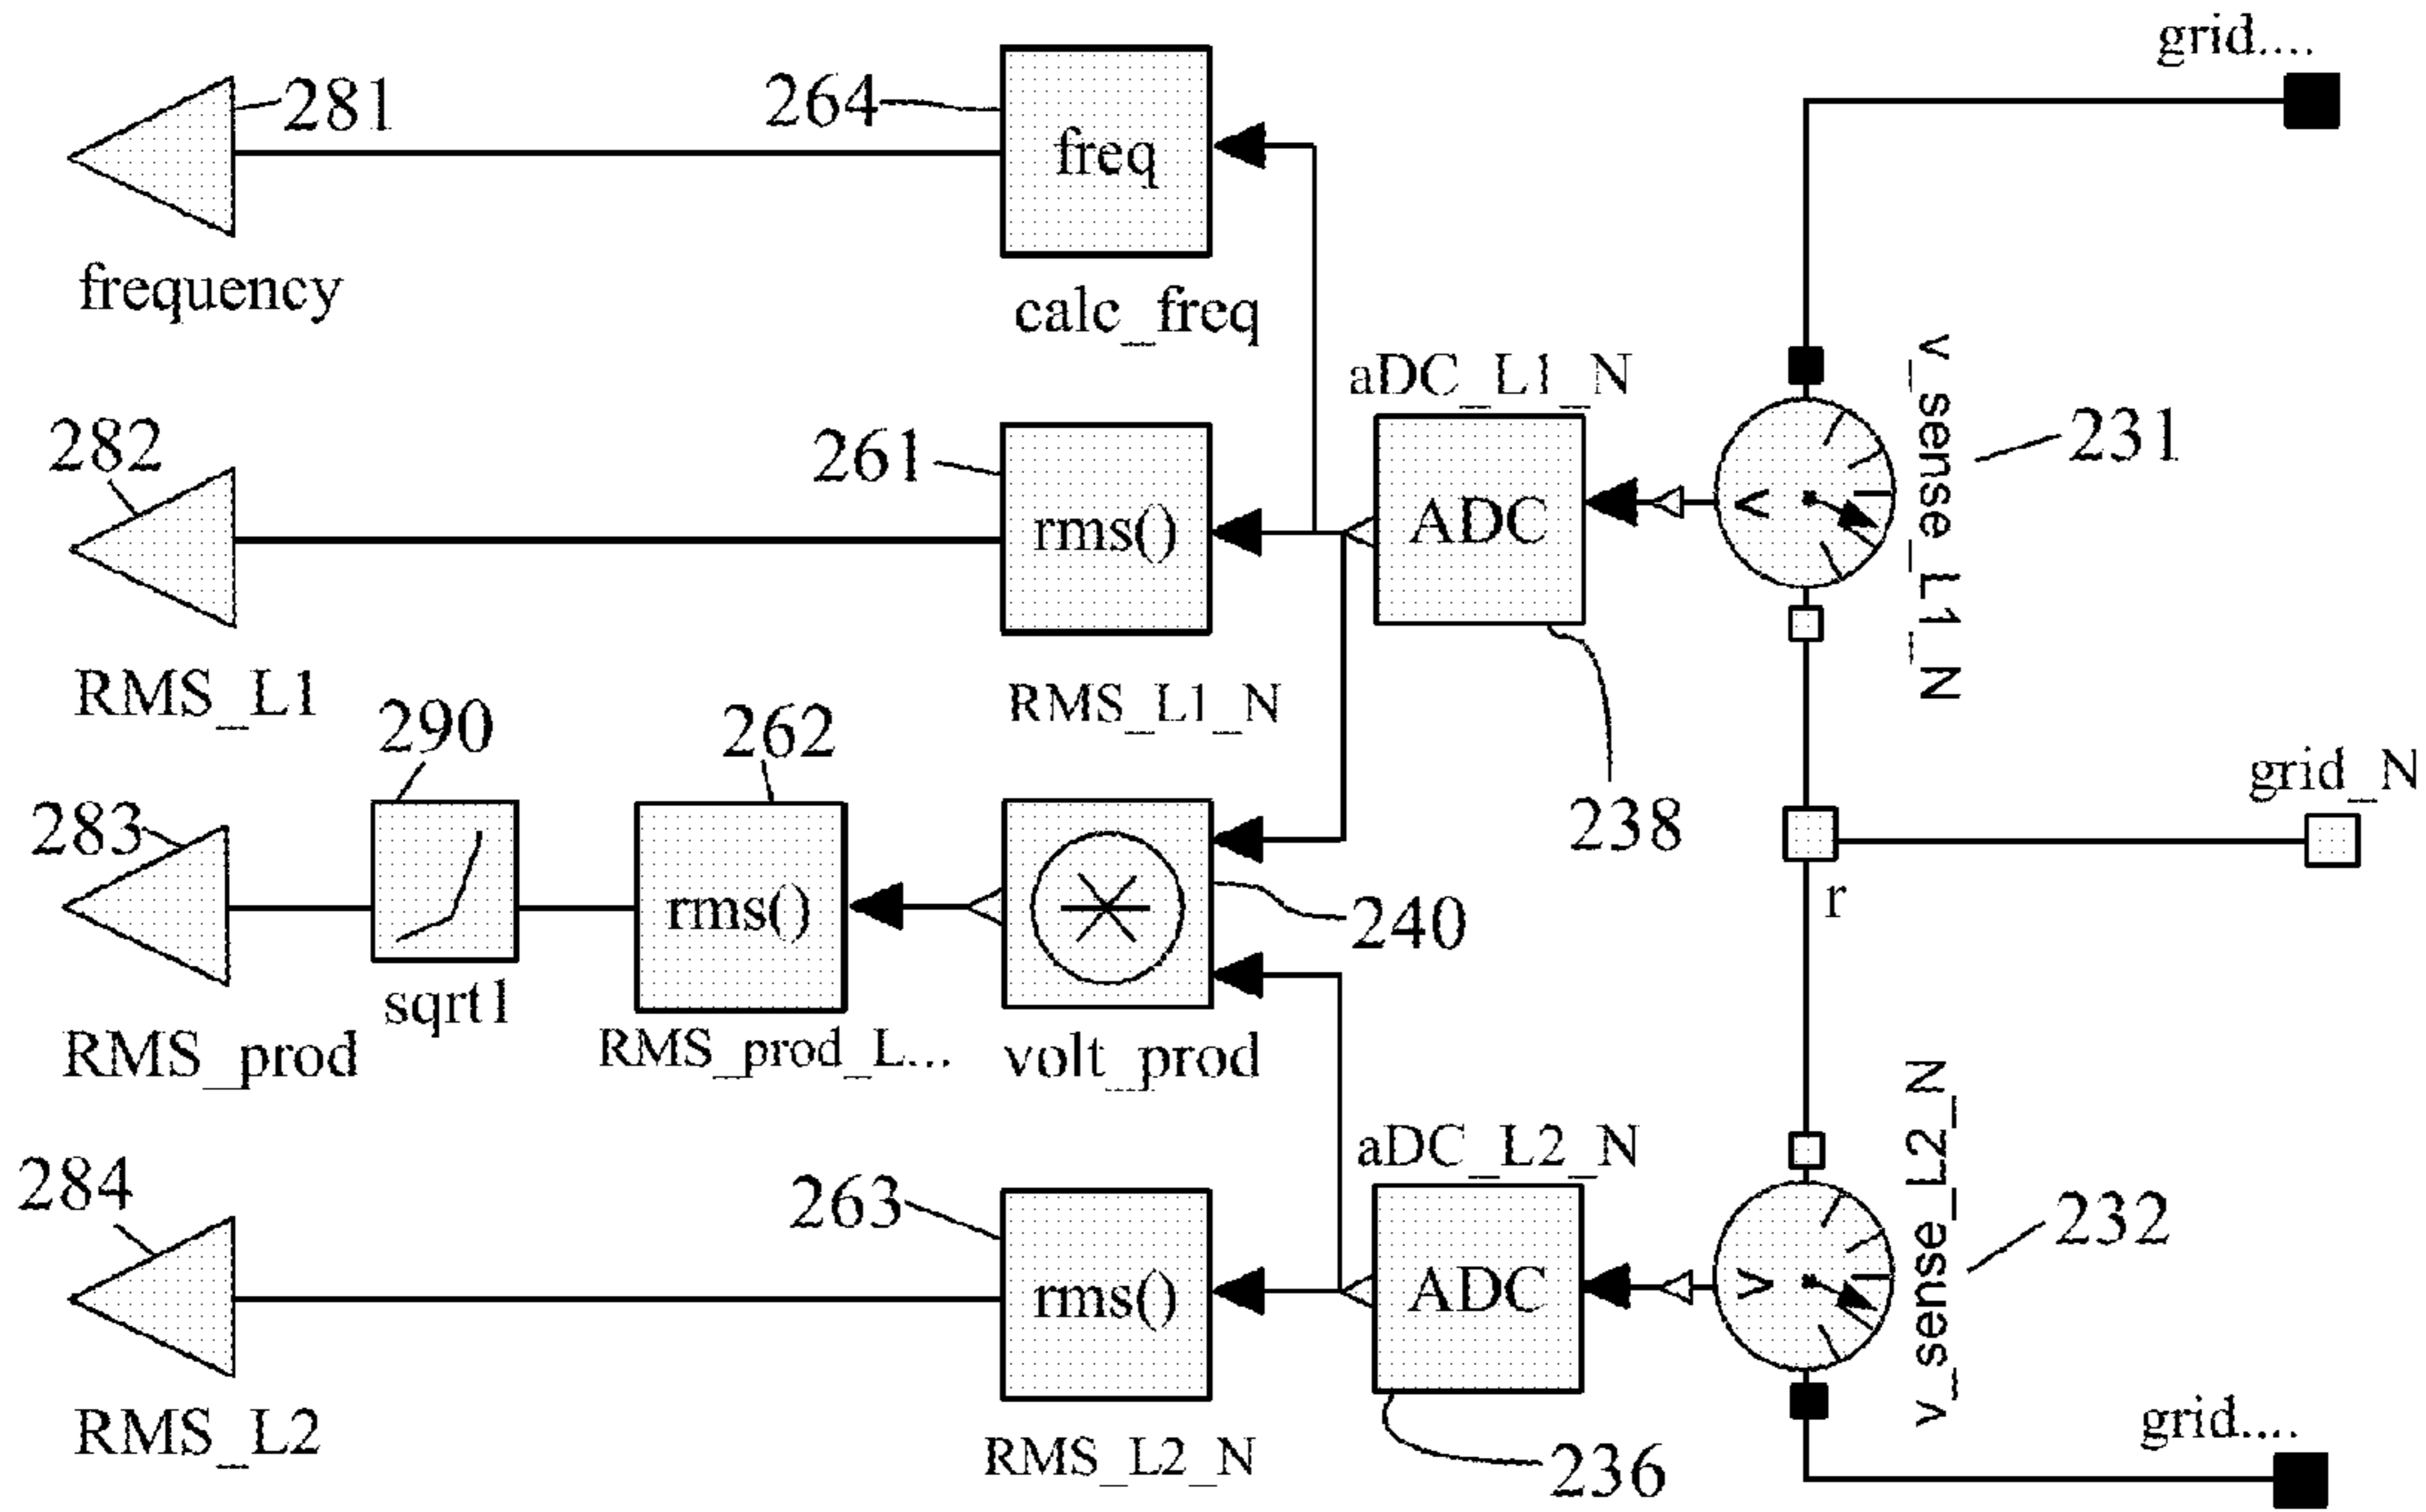 grid....
281
264
freq
frequency
calc_freq
aDC_L1_N
v_sense_L1_N
231
282
261
rms()
ADC
RMS_L1
RMS_L1_N
238
290
262
grid_N
283
rms()
r
240
sqrt1
RMS_prod
RMS_prod_L...
volt_prod
aDC_L2_N
v_sense_L2_N
232
284
263
rms()
ADC
RMS_L2
RMS_L2_N
236
grid....